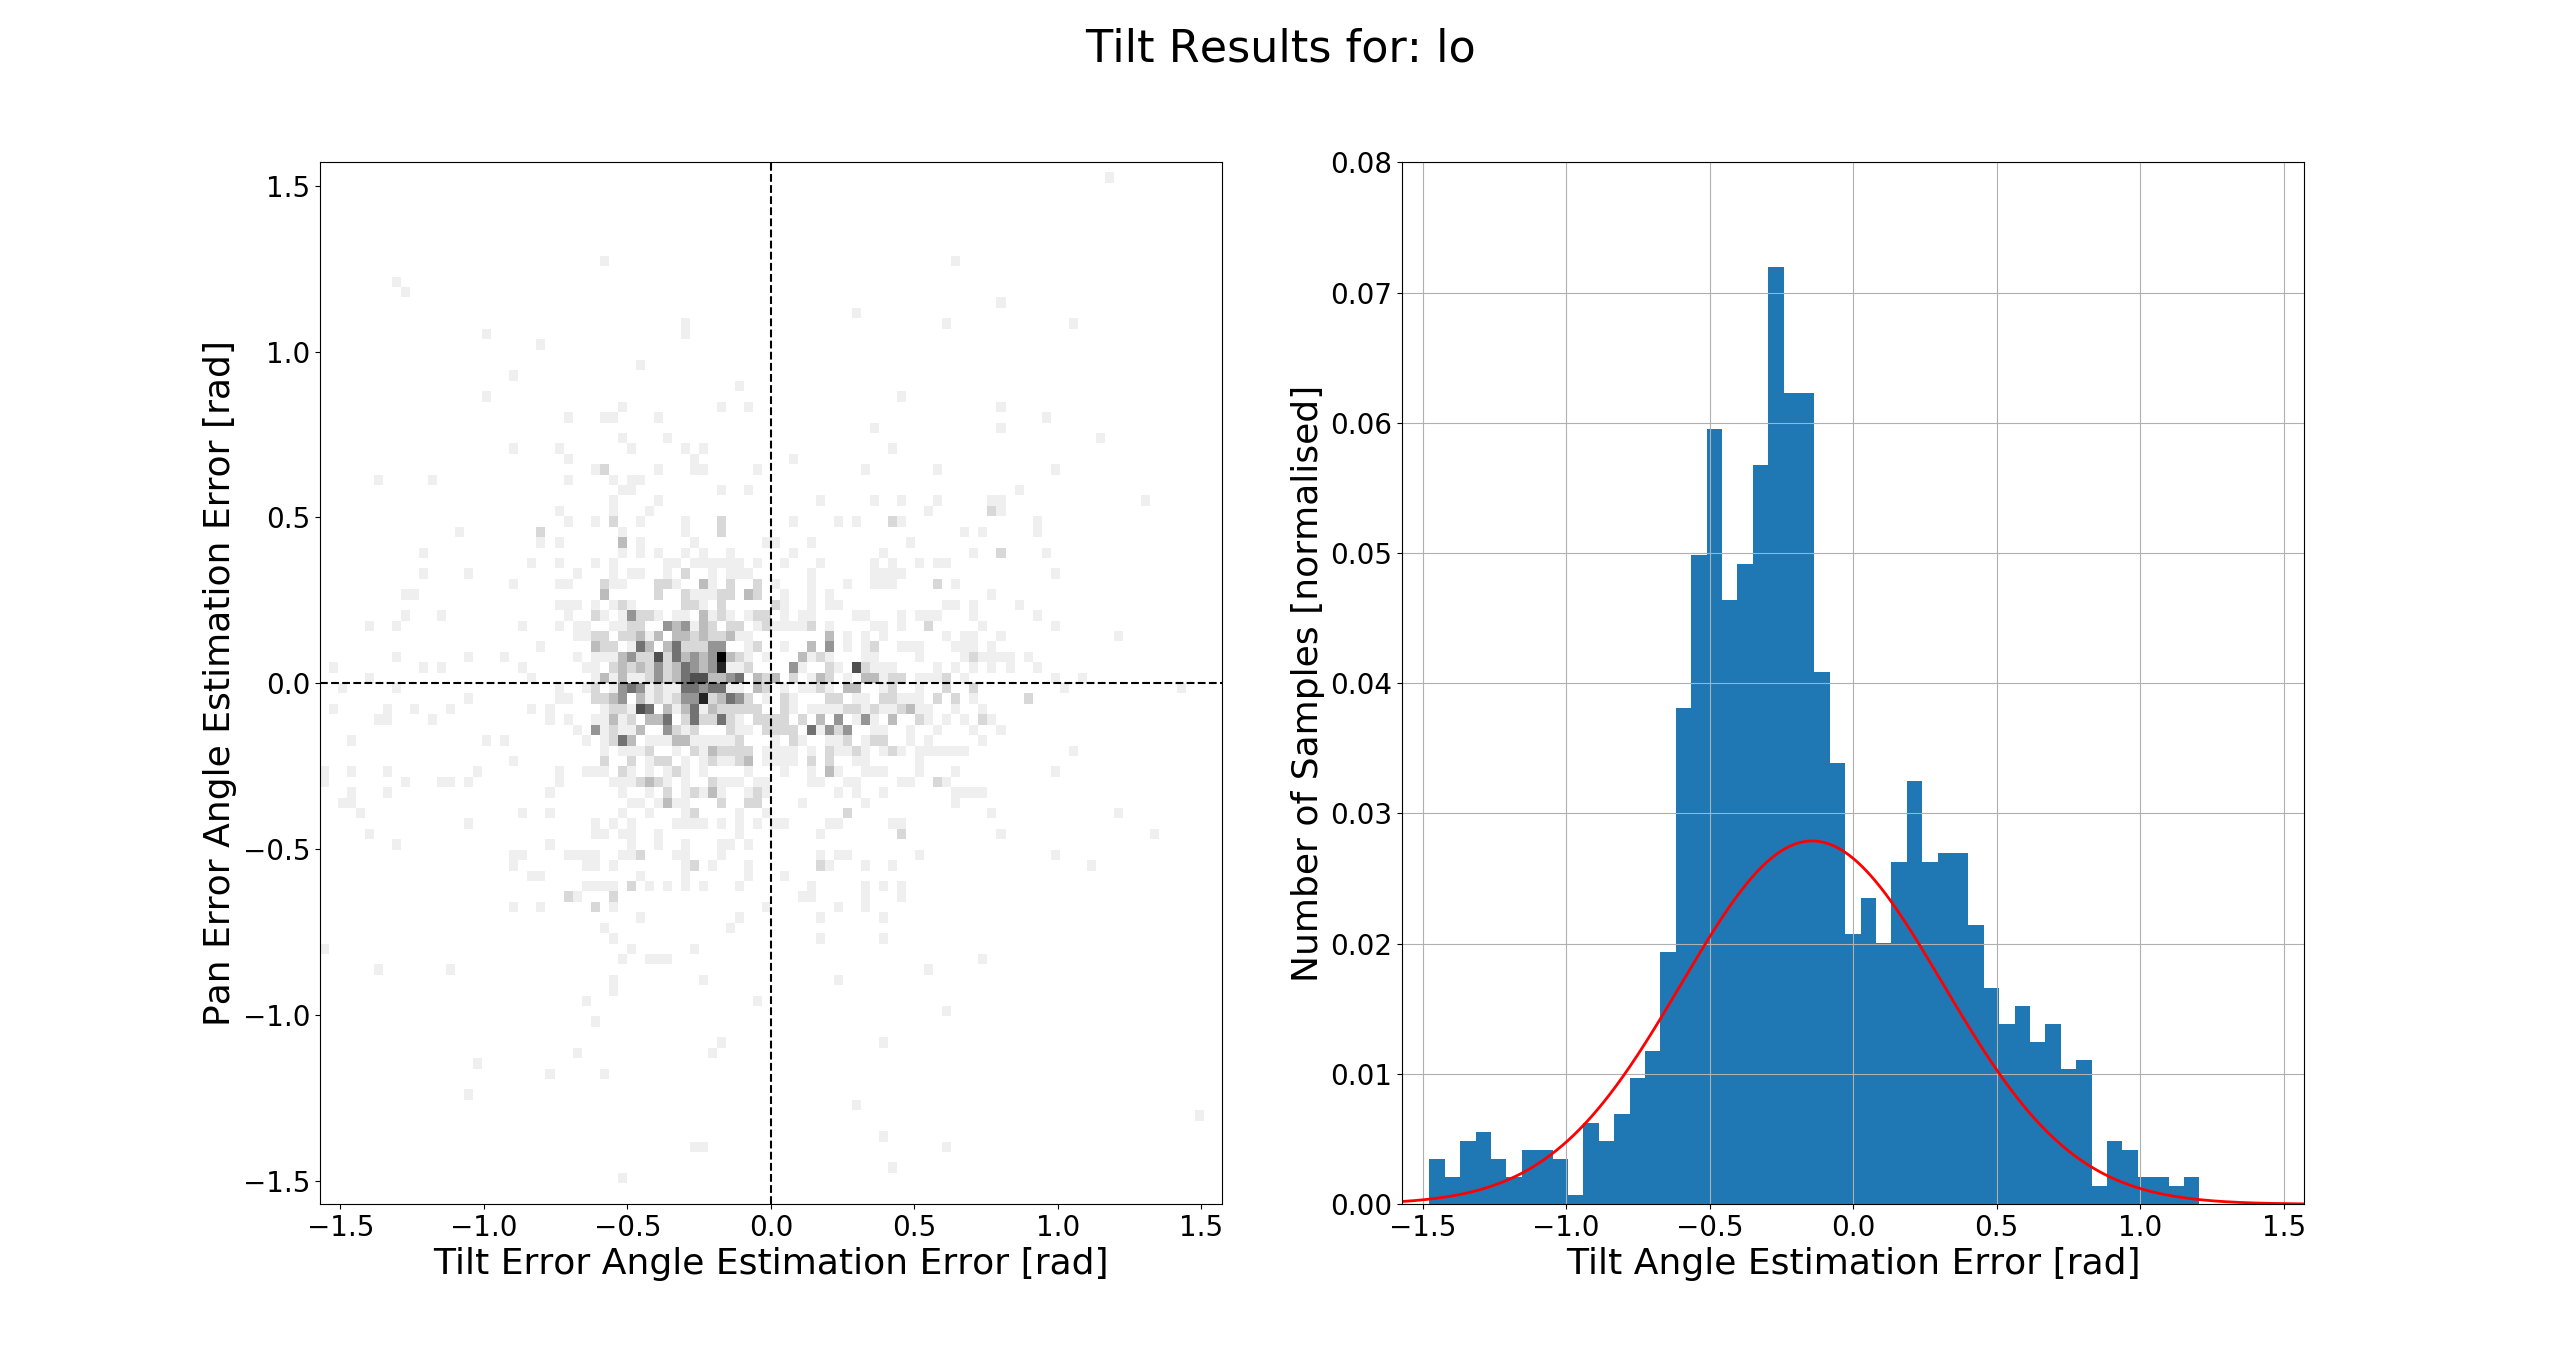 Tilt Results for: lo
Pan Error Angle Estimation Error [rad]
1.5
1.0
0.5
0.0
−0.5
−1.0
−1.5
−1.5 −1.0 −0.5 0.0 0.5 1.0 1.5
Tilt Error Angle Estimation Error [rad]
Number of Samples [normalised]
0.08
0.07
0.06
0.05
0.04
0.03
0.02
0.01
0.00
−1.5 −1.0 −0.5 0.0 0.5 1.0 1.5
Tilt Angle Estimation Error [rad]